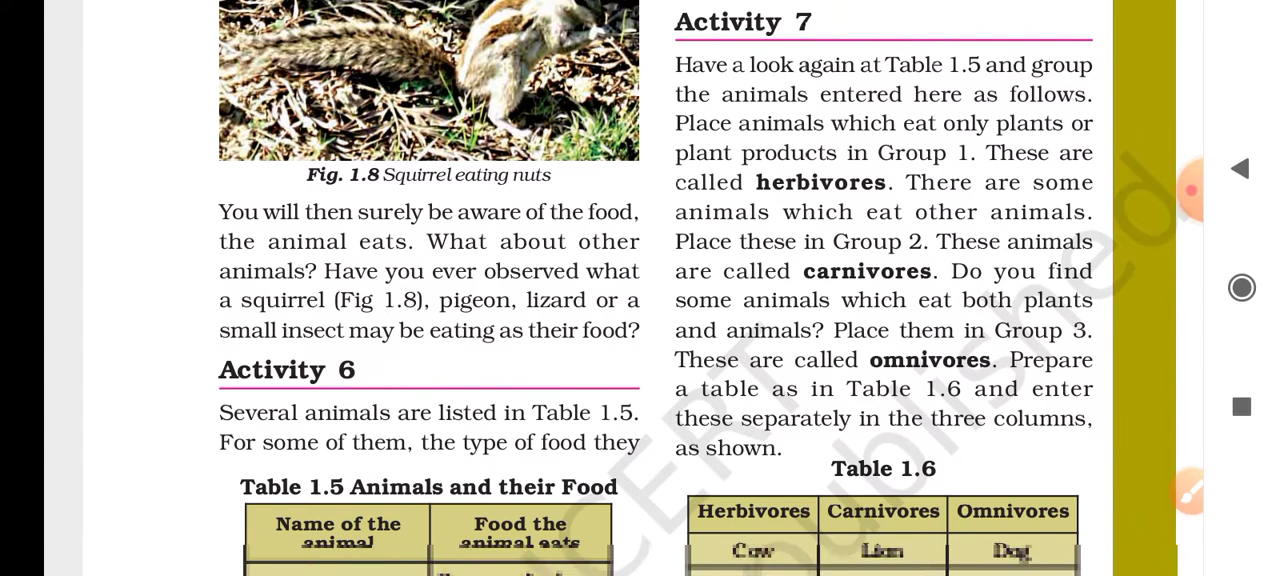 Fig. 1.8 Squirrel eating nuts
You will then surely be aware of the food,
the animal eats. What about other
animals? Have you ever observed what
a squirrel (Fig 1.8), pigeon, lizard or a
small insect may be eating as their food?
Activity 6
Several animals are listed in Table 1.5.
For some of them, the type of food they
Table 1.5 Animals and their Food
Name of the animal
Food the animal eats
Activity 7
Have a look again at Table 1.5 and group
the animals entered here as follows.
Place animals which eat only plants or
plant products in Group 1. These are
called herbivores. There are some
animals which eat other animals.
Place these in Group 2. These animals
are called carnivores. Do you find
some animals which eat both plants
and animals? Place them in Group 3.
These are called omnivores. Prepare
a table as in Table 1.6 and enter
these separately in the three columns,
as shown.
Table 1.6
Herbivores Carnivores Omnivores
Cow Lion Dog